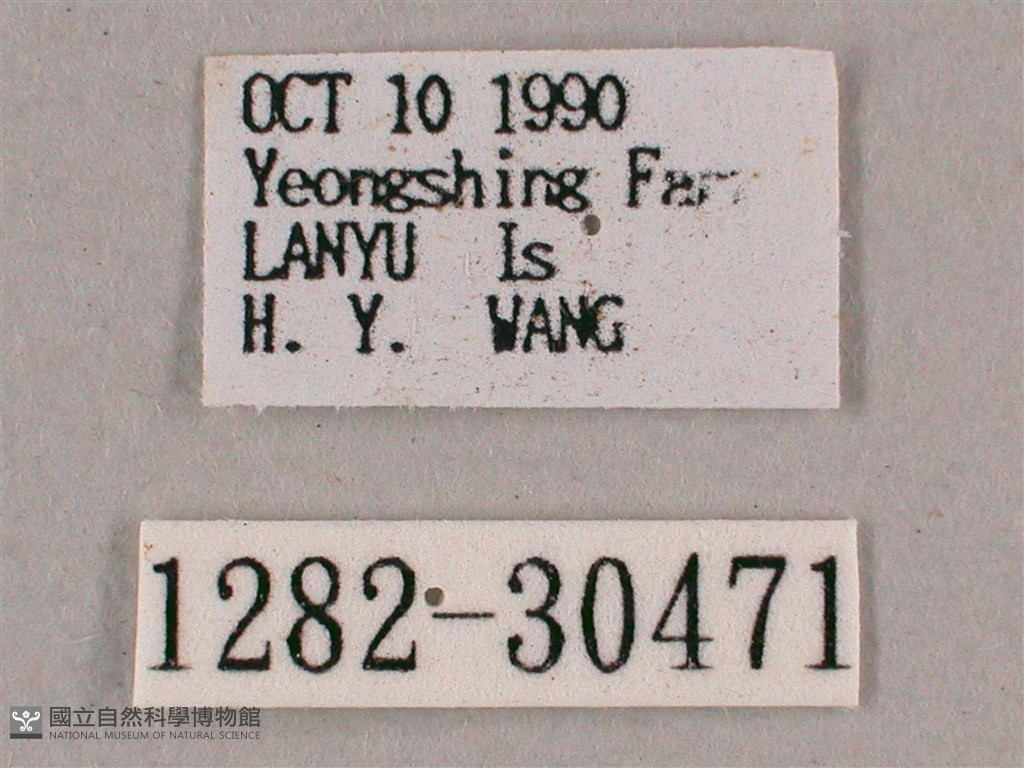 OCT 10 1990
Yeongshing Farm
LANYU Is
H. Y. WANG
1282-30471
國立自然科學博物館
NATIONAL MUSEUM OF NATURAL SCIENCE